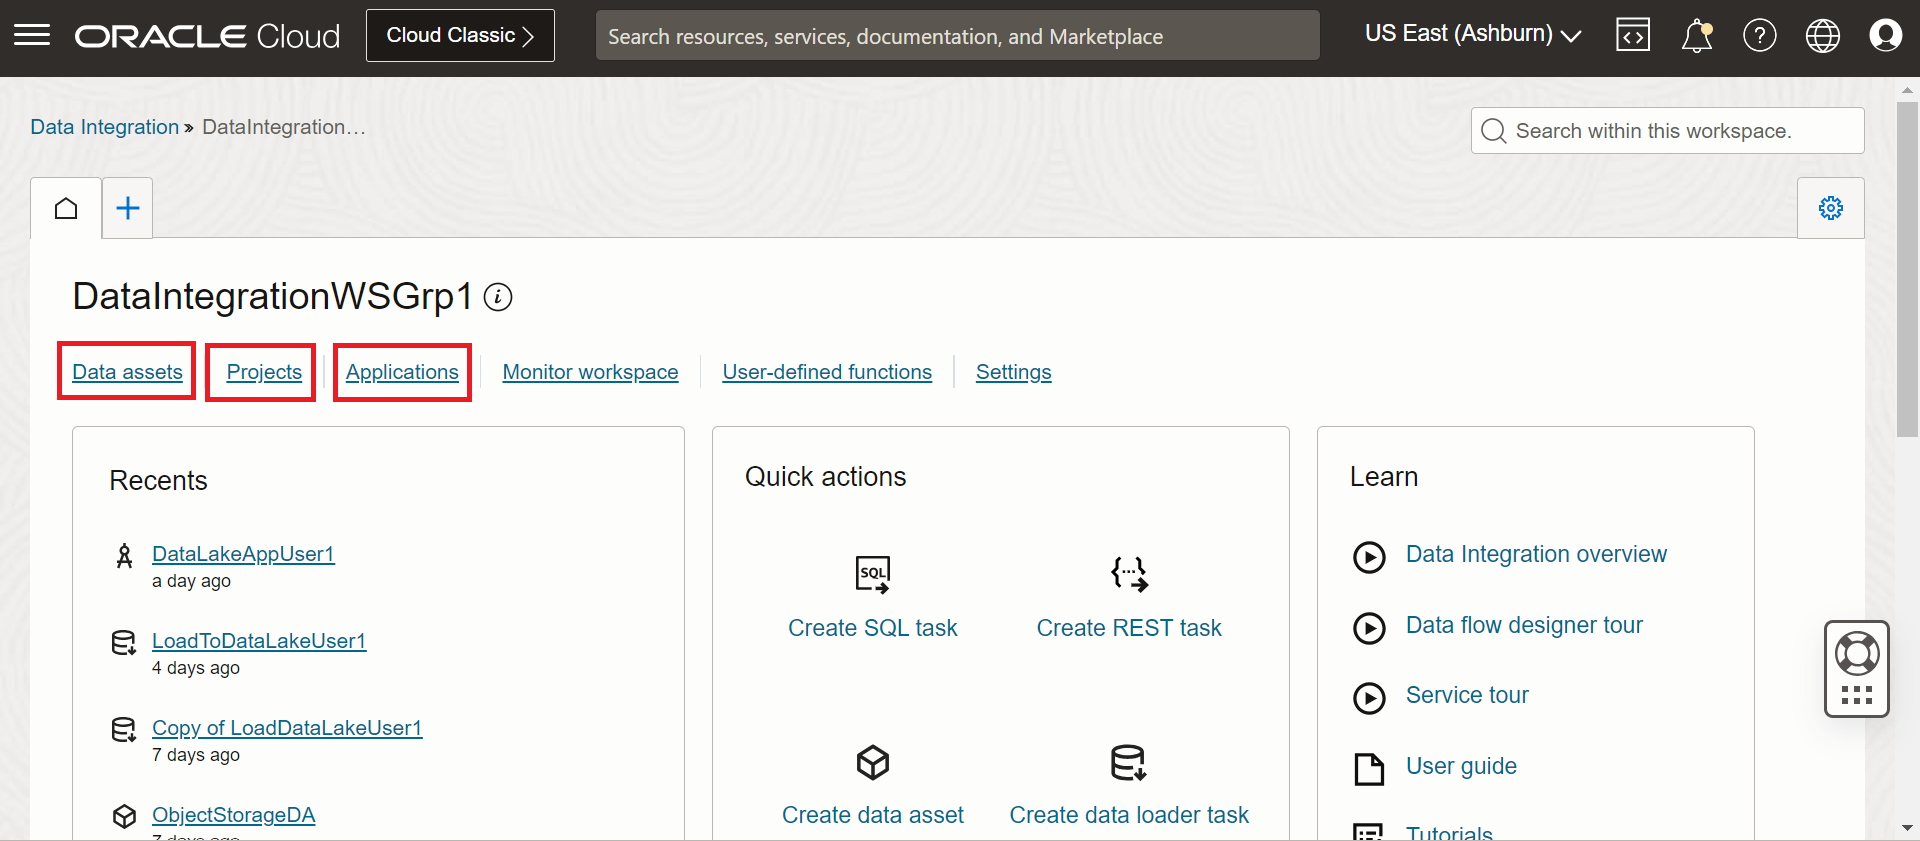 ORACLE Cloud
Cloud Classic
Search resources, services, documentation, and Marketplace
US East (Ashburn)
Data Integration » DataIntegration…
Search within this workspace.
DataIntegrationWSGrp1
Data assets
Projects
Applications
Monitor workspace
User-defined functions
Settings
Recents
DataLakeAppUser1
a day ago
LoadToDataLakeUser1
4 days ago
Copy of LoadDataLakeUser1
7 days ago
ObjectStorageDA
7 days ago
Quick actions
SQL
Create SQL task
Create REST task
Create data asset
Create data loader task
Learn
Data Integration overview
Data flow designer tour
Service tour
User guide
Tutorials